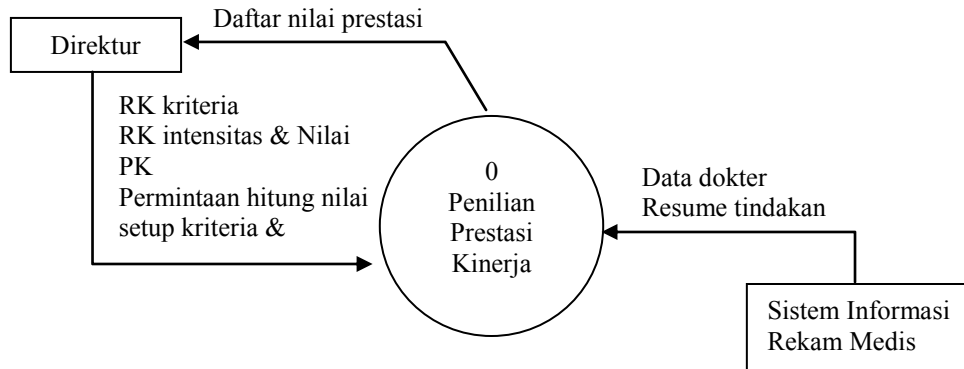 Daftar nilai prestasi
Direktur
RK kriteria
RK intensitas & Nilai
PK
Permintaan hitung nilai
setup kriteria &
0
Penilian
Prestasi
Kinerja
Data dokter
Resume tindakan
Sistem Informasi
Rekam Medis